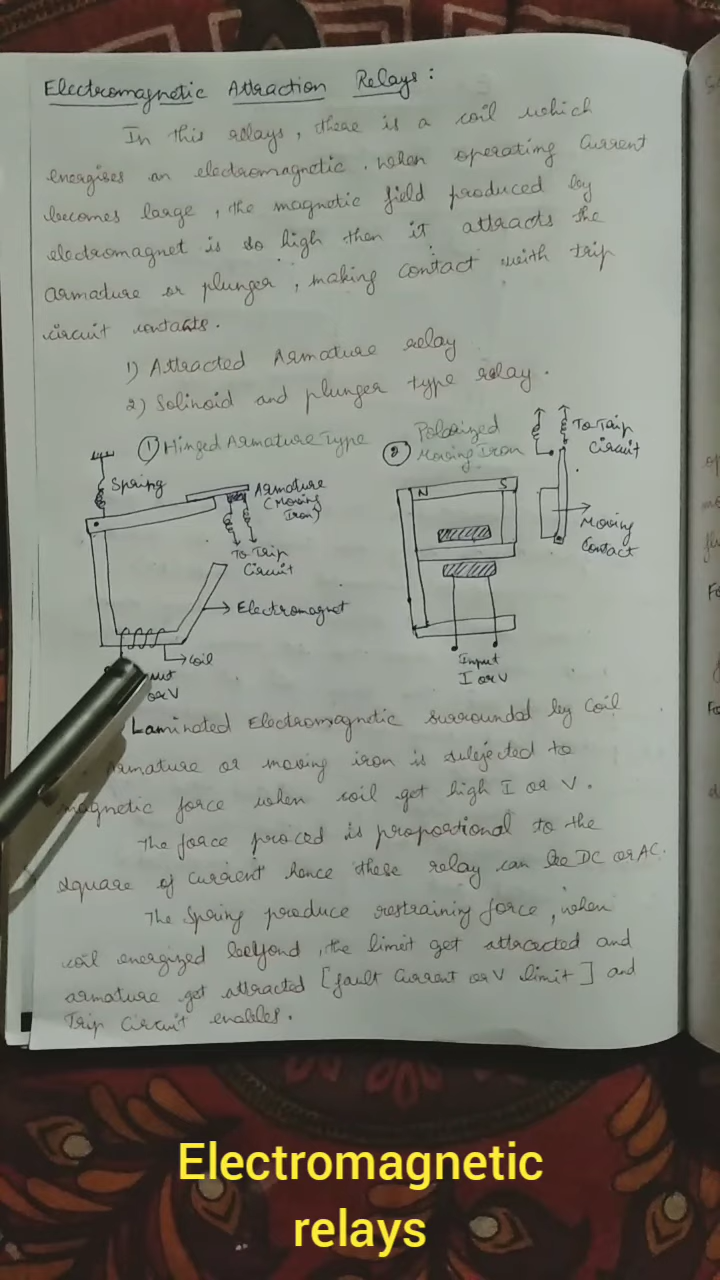 Electromagnetic Attraction Relays:
In this relays, there is a coil which
energises an electromagnetic. when operating current
becomes large, the magnetic field produced by
electromagnet is so high then it attracts the
armature or plunger, making contact with trip
circuit contacts.
1) Attracted Armature relay
2) Solinoid and plunger type relay.
① Hinged Armature Type
Spring
Armature
(Moving
Iron)
To Trip
Circuit
Electromagnet
coil
or V
② Polarized
Moving Iron
N S
To Trip
Circuit
Moving
Contact
Input
I or V
Laminated Electromagnetic surroundal by Coil
Armature or moving iron is subjected to
magnetic force when coil get high I or V.
The force proced is proportional to the
square of current hence these relay can be DC or AC.
The Spring produce restraining force, when
coil energized beyond, the limit get attracted and
armature get attracted [fault Current or V limit] and
Trip Circuit enables.
Electromagnetic
relays